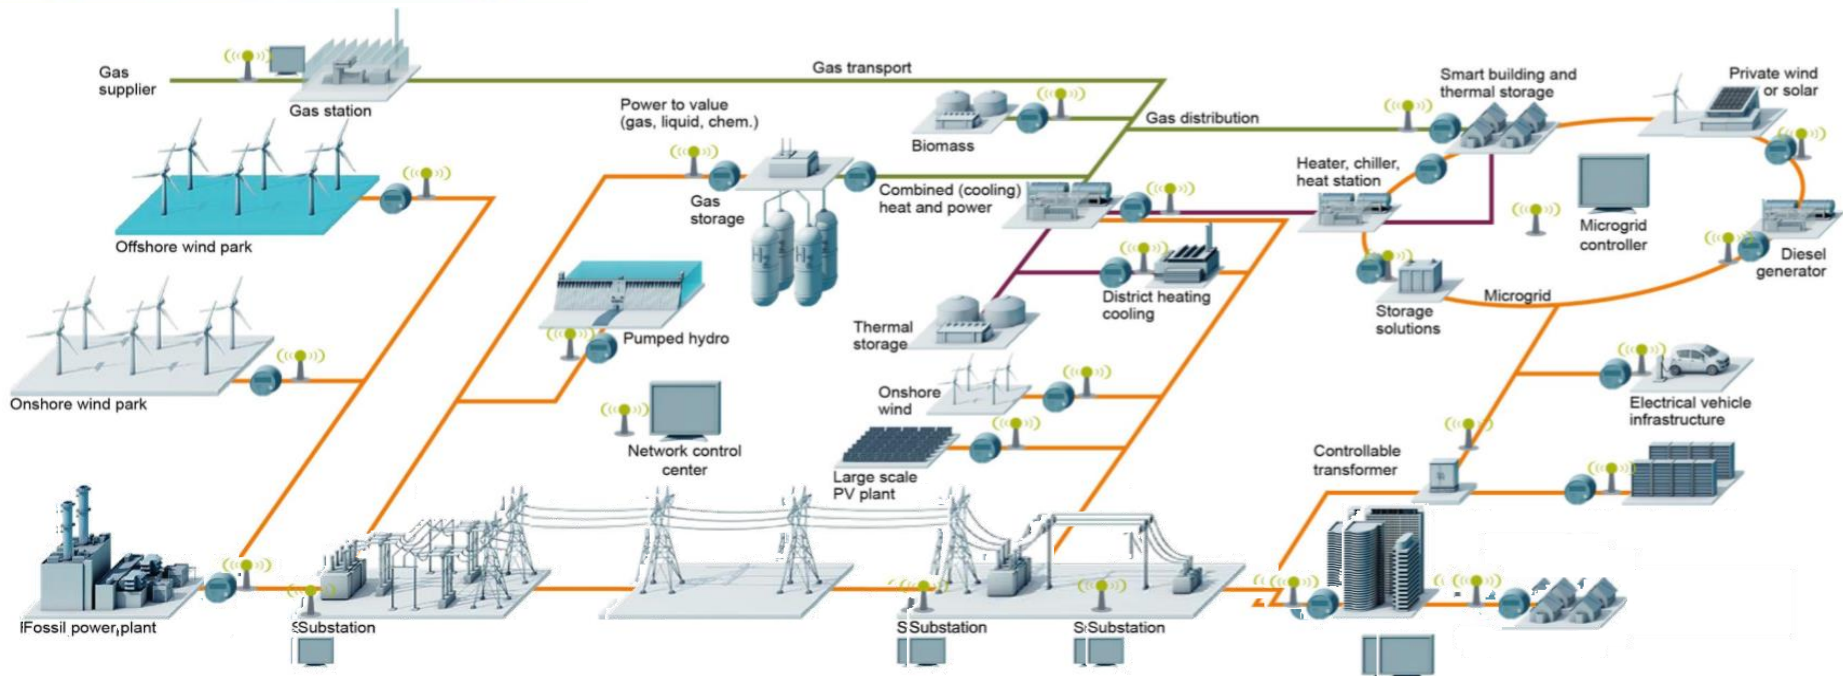 Gas
supplier
Gas station
Gas transport
Power to value
(gas, liquid, chem.)
Biomass
Gas distribution
Smart building and
thermal storage
Private wind
or solar
Offshore wind park
Gas
storage
H2
H2
Combined (cooling)
heat and power
Heater, chiller,
heat station
Microgrid
controller
Diesel
generator
District heating
cooling
Storage
solutions
Microgrid
Onshore wind park
Pumped hydro
Thermal
storage
Onshore
wind
Network control
center
Large scale
PV plant
Electrical vehicle
infrastructure
Controllable
transformer
Fossil power plant
Substation
Substation
Substation